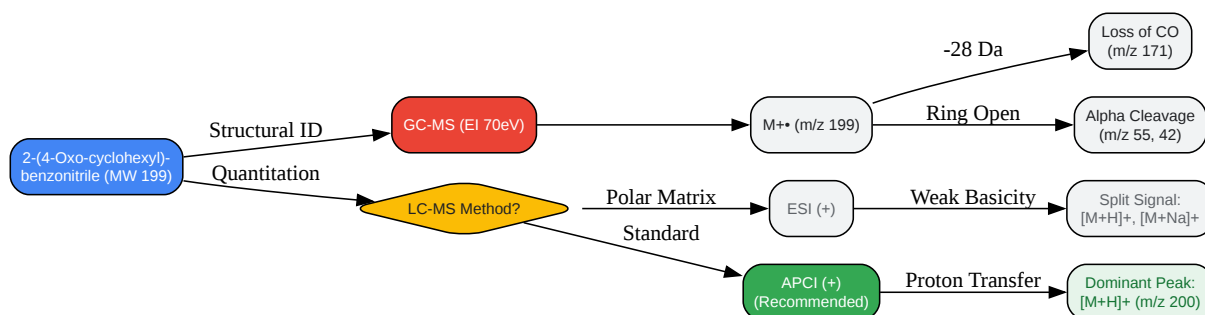 2-(4-Oxo-cyclohexyl)-
benzonitrile (MW 199)
Structural ID
Quantitation
GC-MS (EI 70eV)
LC-MS Method?
M+• (m/z 199)
-28 Da
Loss of CO
(m/z 171)
Ring Open
Alpha Cleavage
(m/z 55, 42)
Polar Matrix
ESI (+)
Weak Basicity
Split Signal:
[M+H]+, [M+Na]+
Standard
APCI (+)
(Recommended)
Proton Transfer
Dominant Peak:
[M+H]+ (m/z 200)